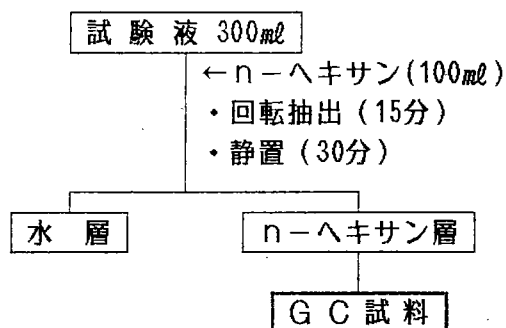 試験液 300㎖
←n-ヘキサン(100㎖)
・回転抽出(15分)
・静置(30分)
水層
n-ヘキサン層
GC試料